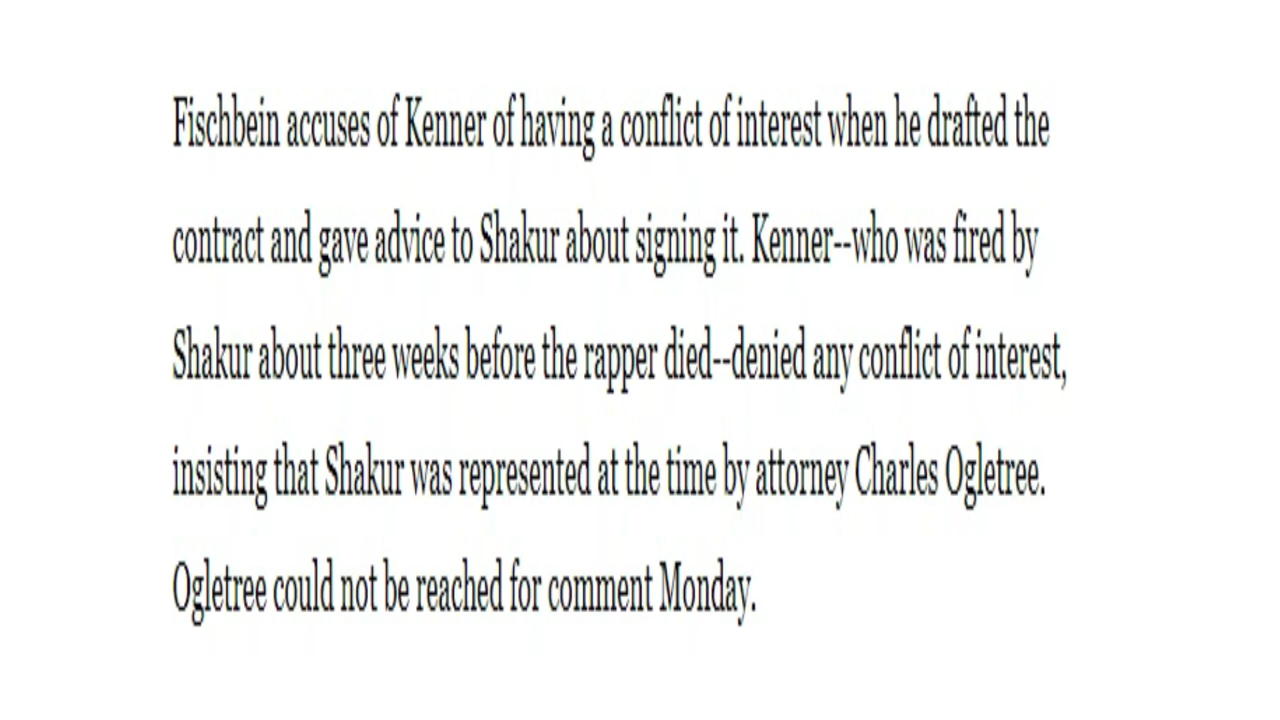 Fischbein accuses of Kenner of having a conflict of interest when he drafted the
contract and gave advice to Shakur about signing it. Kenner--who was fired by
Shakur about three weeks before the rapper died--denied any conflict of interest,
insisting that Shakur was represented at the time by attorney Charles Ogletree.
Ogletree could not be reached for comment Monday.